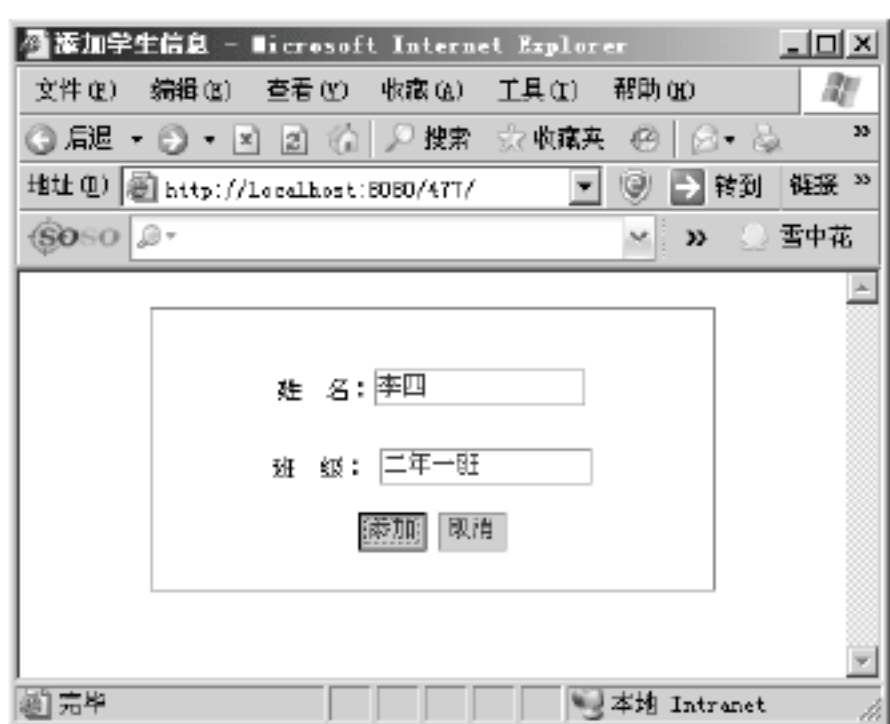 添加学生信息 - Microsoft Internet Explorer
文件(F) 编辑(E) 查看(V) 收藏(A) 工具(T) 帮助(H)
后退 搜索 收藏夹 »
地址(D) http://localhost:8080/477/ 转到 链接 »
SOSO » 雪中花
姓 名：李四
班 级： 二年一班
添加 取消
完毕 本地 Intranet